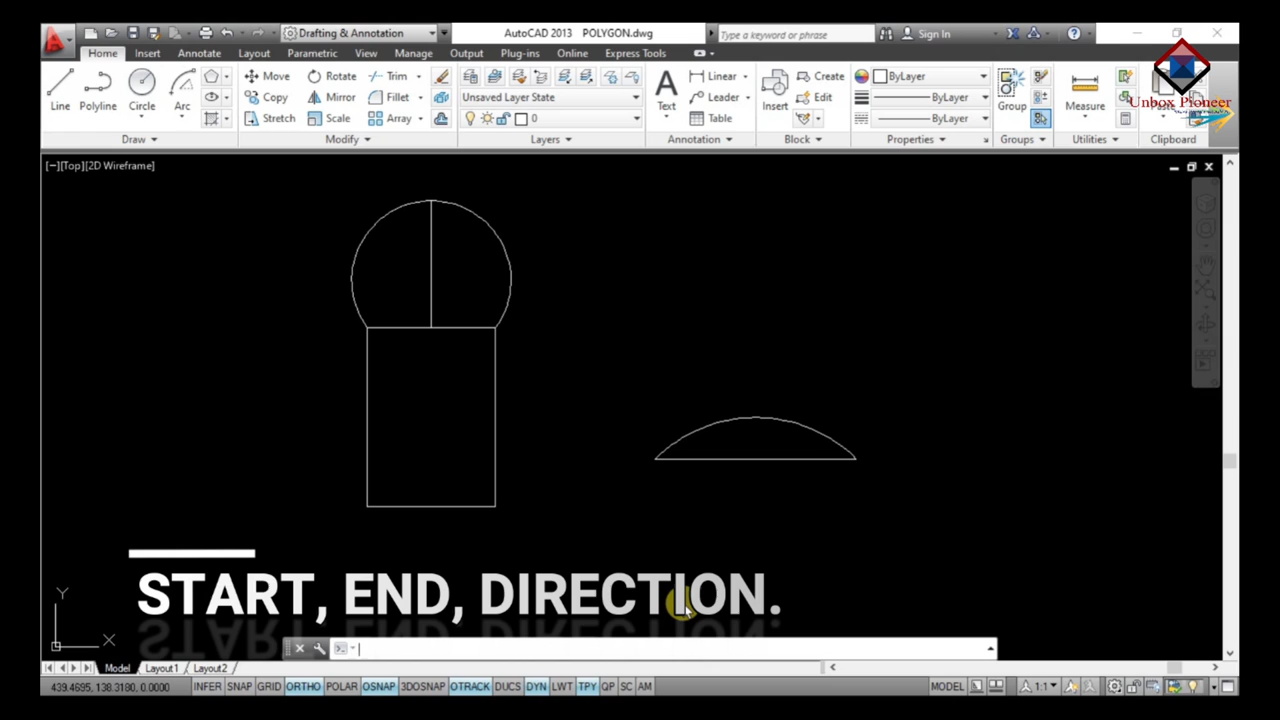 Drafting & Annotation
AutoCAD 2013 POLYGON.dwg
Type a keyword or phrase
Sign In
Home Insert Annotate Layout Parametric View Manage Output Plug-ins Online Express Tools
Move Rotate Trim Linear Create ByLayer
Unbox Pioneer
Line Polyline Circle Arc Copy Mirror Fillet Unsaved Layer State Text Leader Insert Edit ByLayer Group Measure
Stretch Scale Array 0 Table ByLayer
Draw Modify Layers Annotation Block Properties Groups Utilities Clipboard
[−][Top][2D Wireframe]
START, END, DIRECTION.
Y
X
Model Layout1 Layout2
439.4695, 138.3180, 0.0000 INFER SNAP GRID ORTHO POLAR OSNAP 3DOSNAP OTRACK DUCS DYN LWT TPY QP SC AM MODEL 1:1